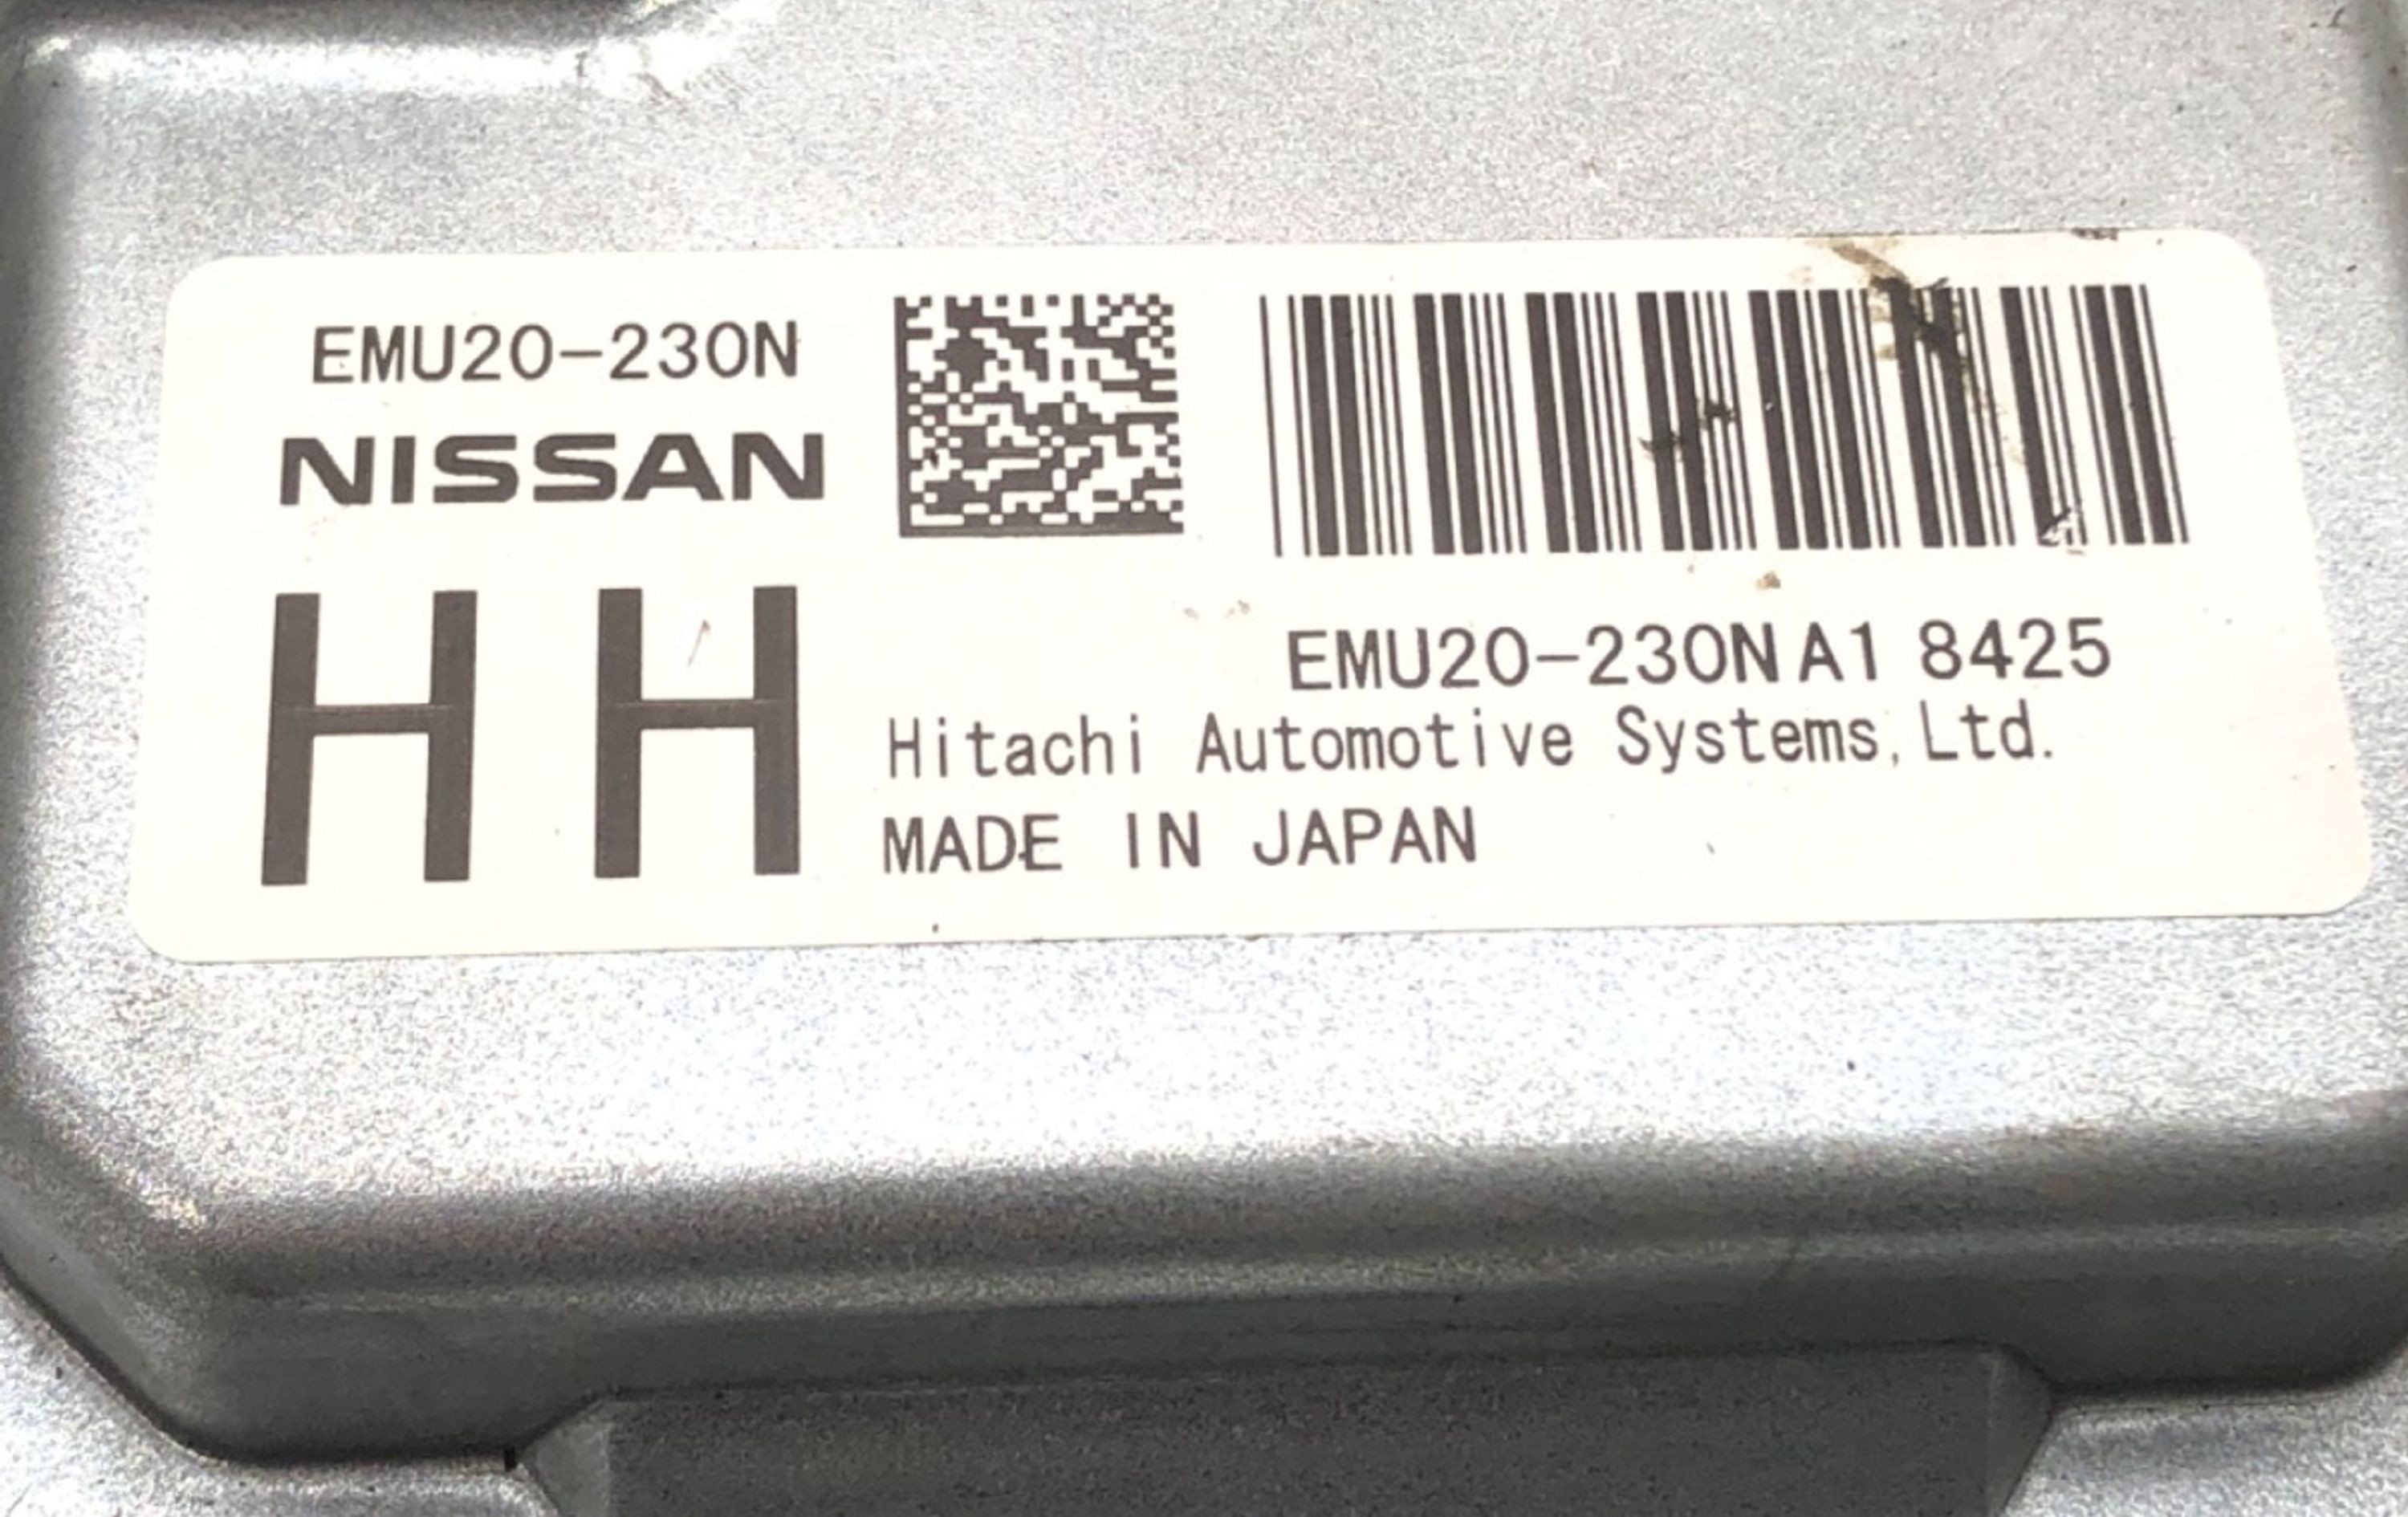 EMU20-230N
NISSAN
HH
EMU20-230N A1 8425
Hitachi Automotive Systems, Ltd.
MADE IN JAPAN